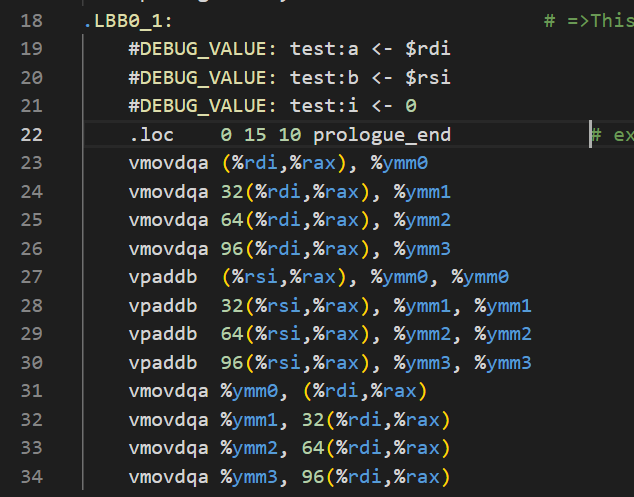 18 .LBB0_1: # =>This
19 #DEBUG_VALUE: test:a <- $rdi
20 #DEBUG_VALUE: test:b <- $rsi
21 #DEBUG_VALUE: test:i <- 0
22 .loc 0 15 10 prologue_end # ex
23 vmovdqa (%rdi,%rax), %ymm0
24 vmovdqa 32(%rdi,%rax), %ymm1
25 vmovdqa 64(%rdi,%rax), %ymm2
26 vmovdqa 96(%rdi,%rax), %ymm3
27 vpaddb (%rsi,%rax), %ymm0, %ymm0
28 vpaddb 32(%rsi,%rax), %ymm1, %ymm1
29 vpaddb 64(%rsi,%rax), %ymm2, %ymm2
30 vpaddb 96(%rsi,%rax), %ymm3, %ymm3
31 vmovdqa %ymm0, (%rdi,%rax)
32 vmovdqa %ymm1, 32(%rdi,%rax)
33 vmovdqa %ymm2, 64(%rdi,%rax)
34 vmovdqa %ymm3, 96(%rdi,%rax)